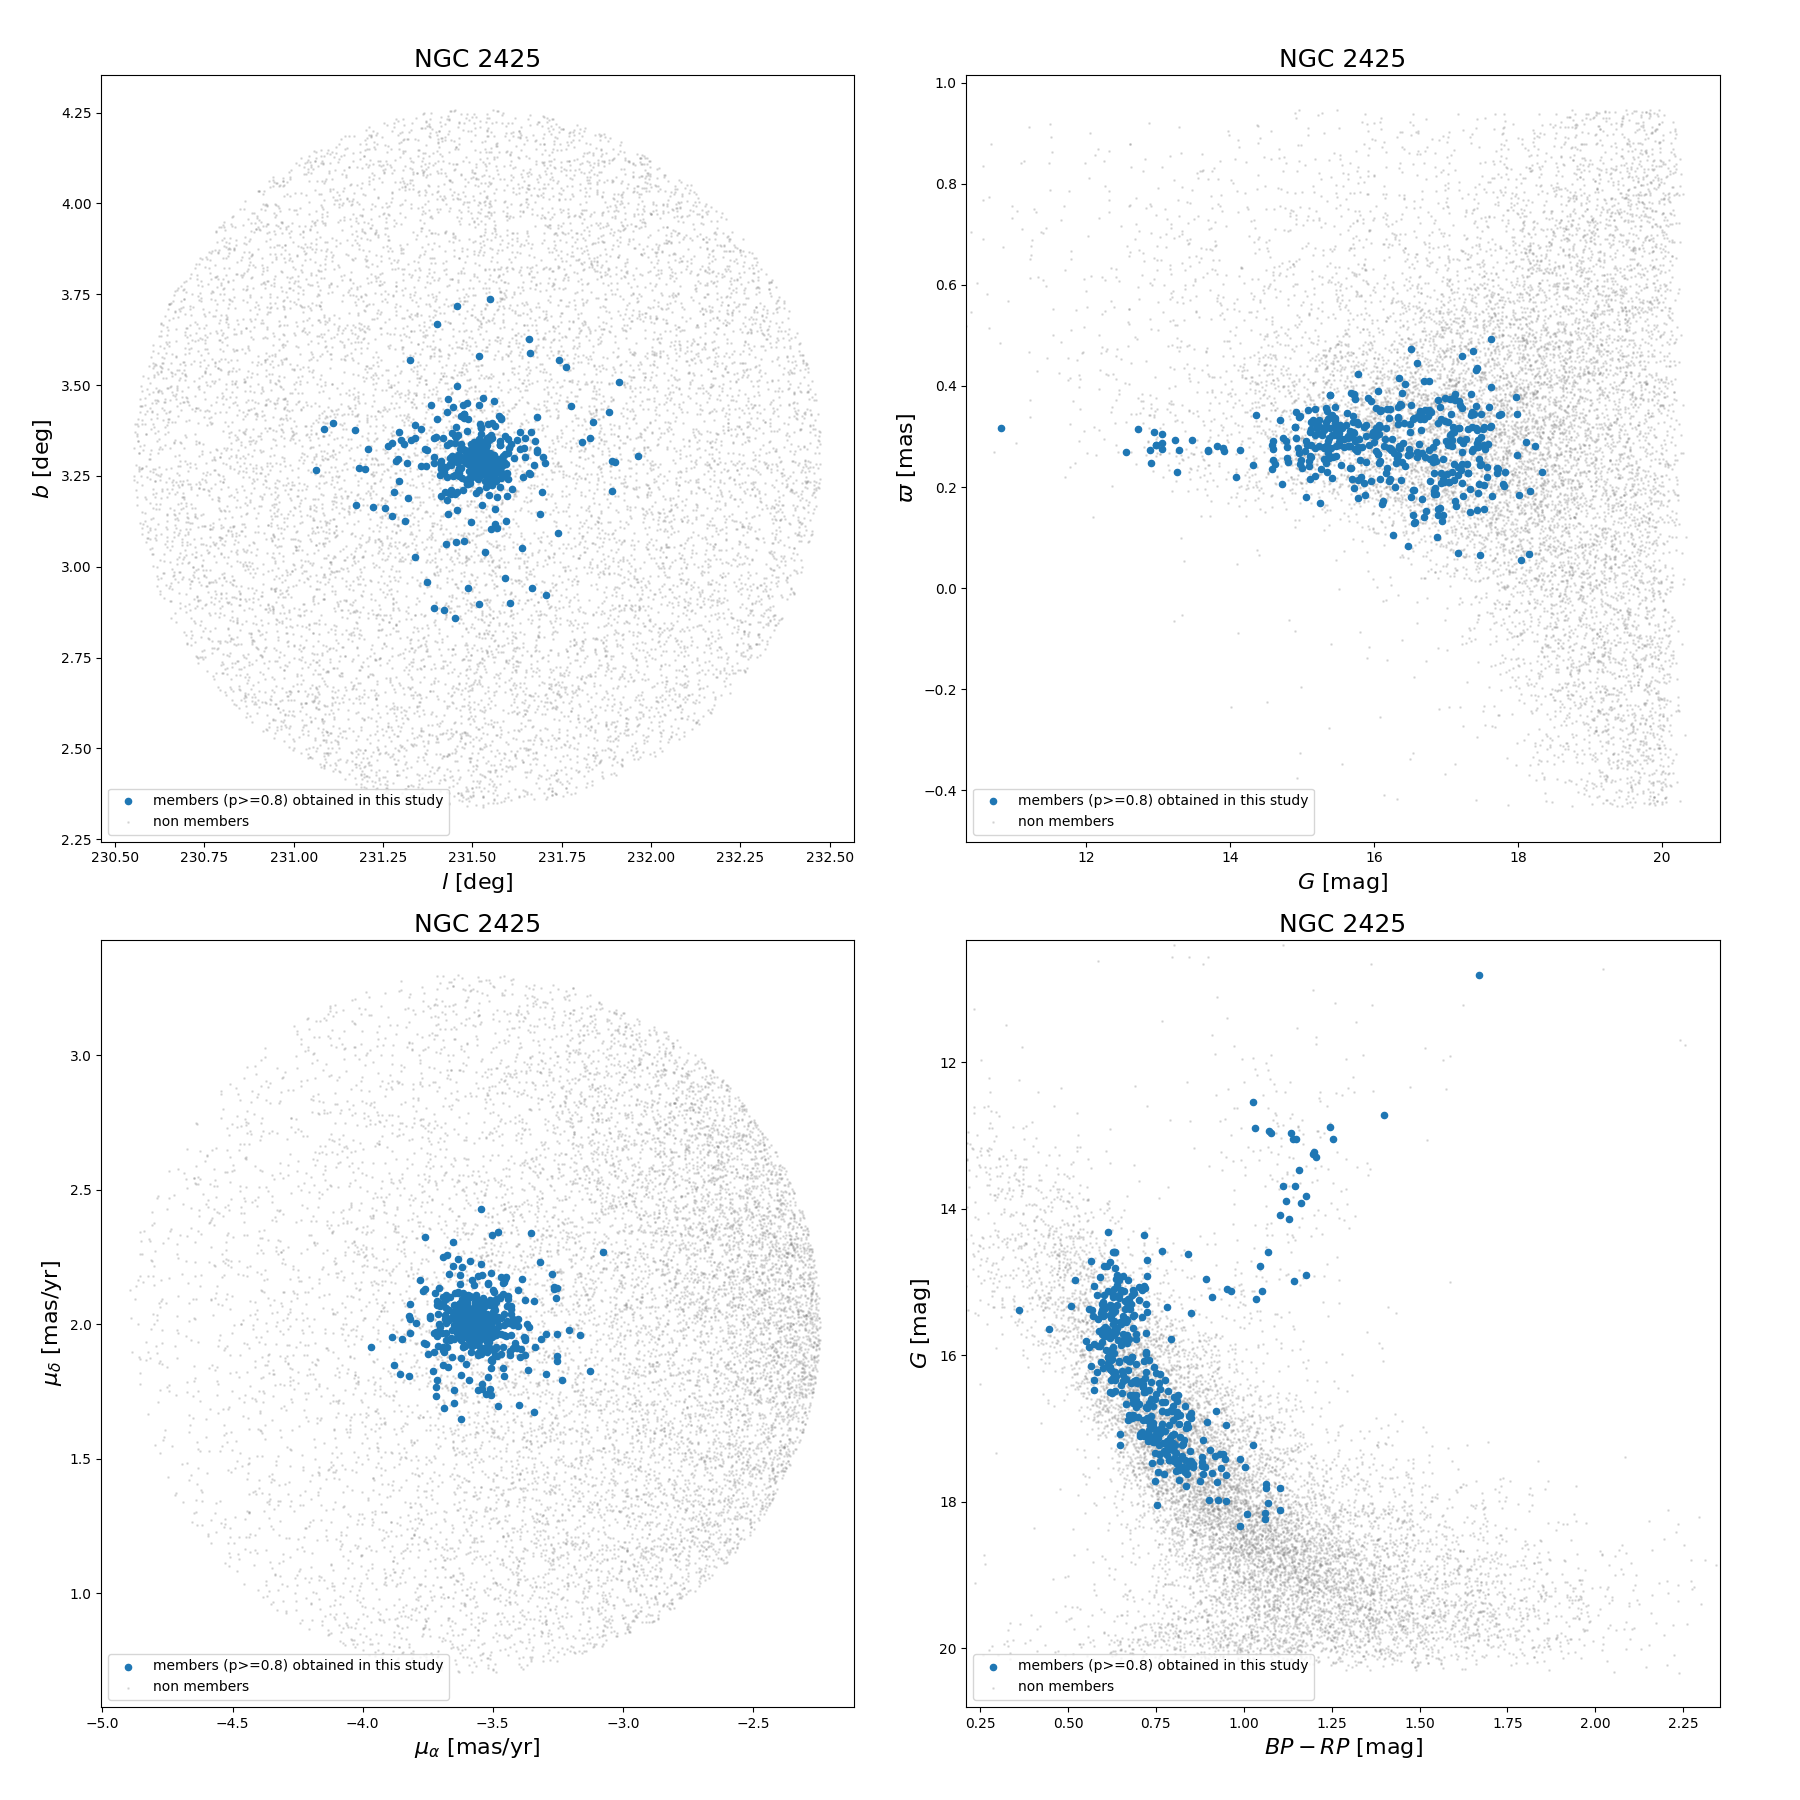 NGC 2425
NGC 2425
4.25
4.00
3.75
3.50
3.25
3.00
2.75
2.50
2.25
b [deg]
members (p>=0.8) obtained in this study
non members
230.50 230.75 231.00 231.25 231.50 231.75 232.00 232.25 232.50
l [deg]
1.0
0.8
0.6
0.4
0.2
0.0
−0.2
−0.4
ϖ [mas]
members (p>=0.8) obtained in this study
non members
12 14 16 18 20
G [mag]
NGC 2425
NGC 2425
3.0
2.5
2.0
1.5
1.0
μδ [mas/yr]
members (p>=0.8) obtained in this study
non members
−5.0 −4.5 −4.0 −3.5 −3.0 −2.5
μα [mas/yr]
12
14
16
18
20
G [mag]
members (p>=0.8) obtained in this study
non members
0.25 0.50 0.75 1.00 1.25 1.50 1.75 2.00 2.25
BP − RP [mag]